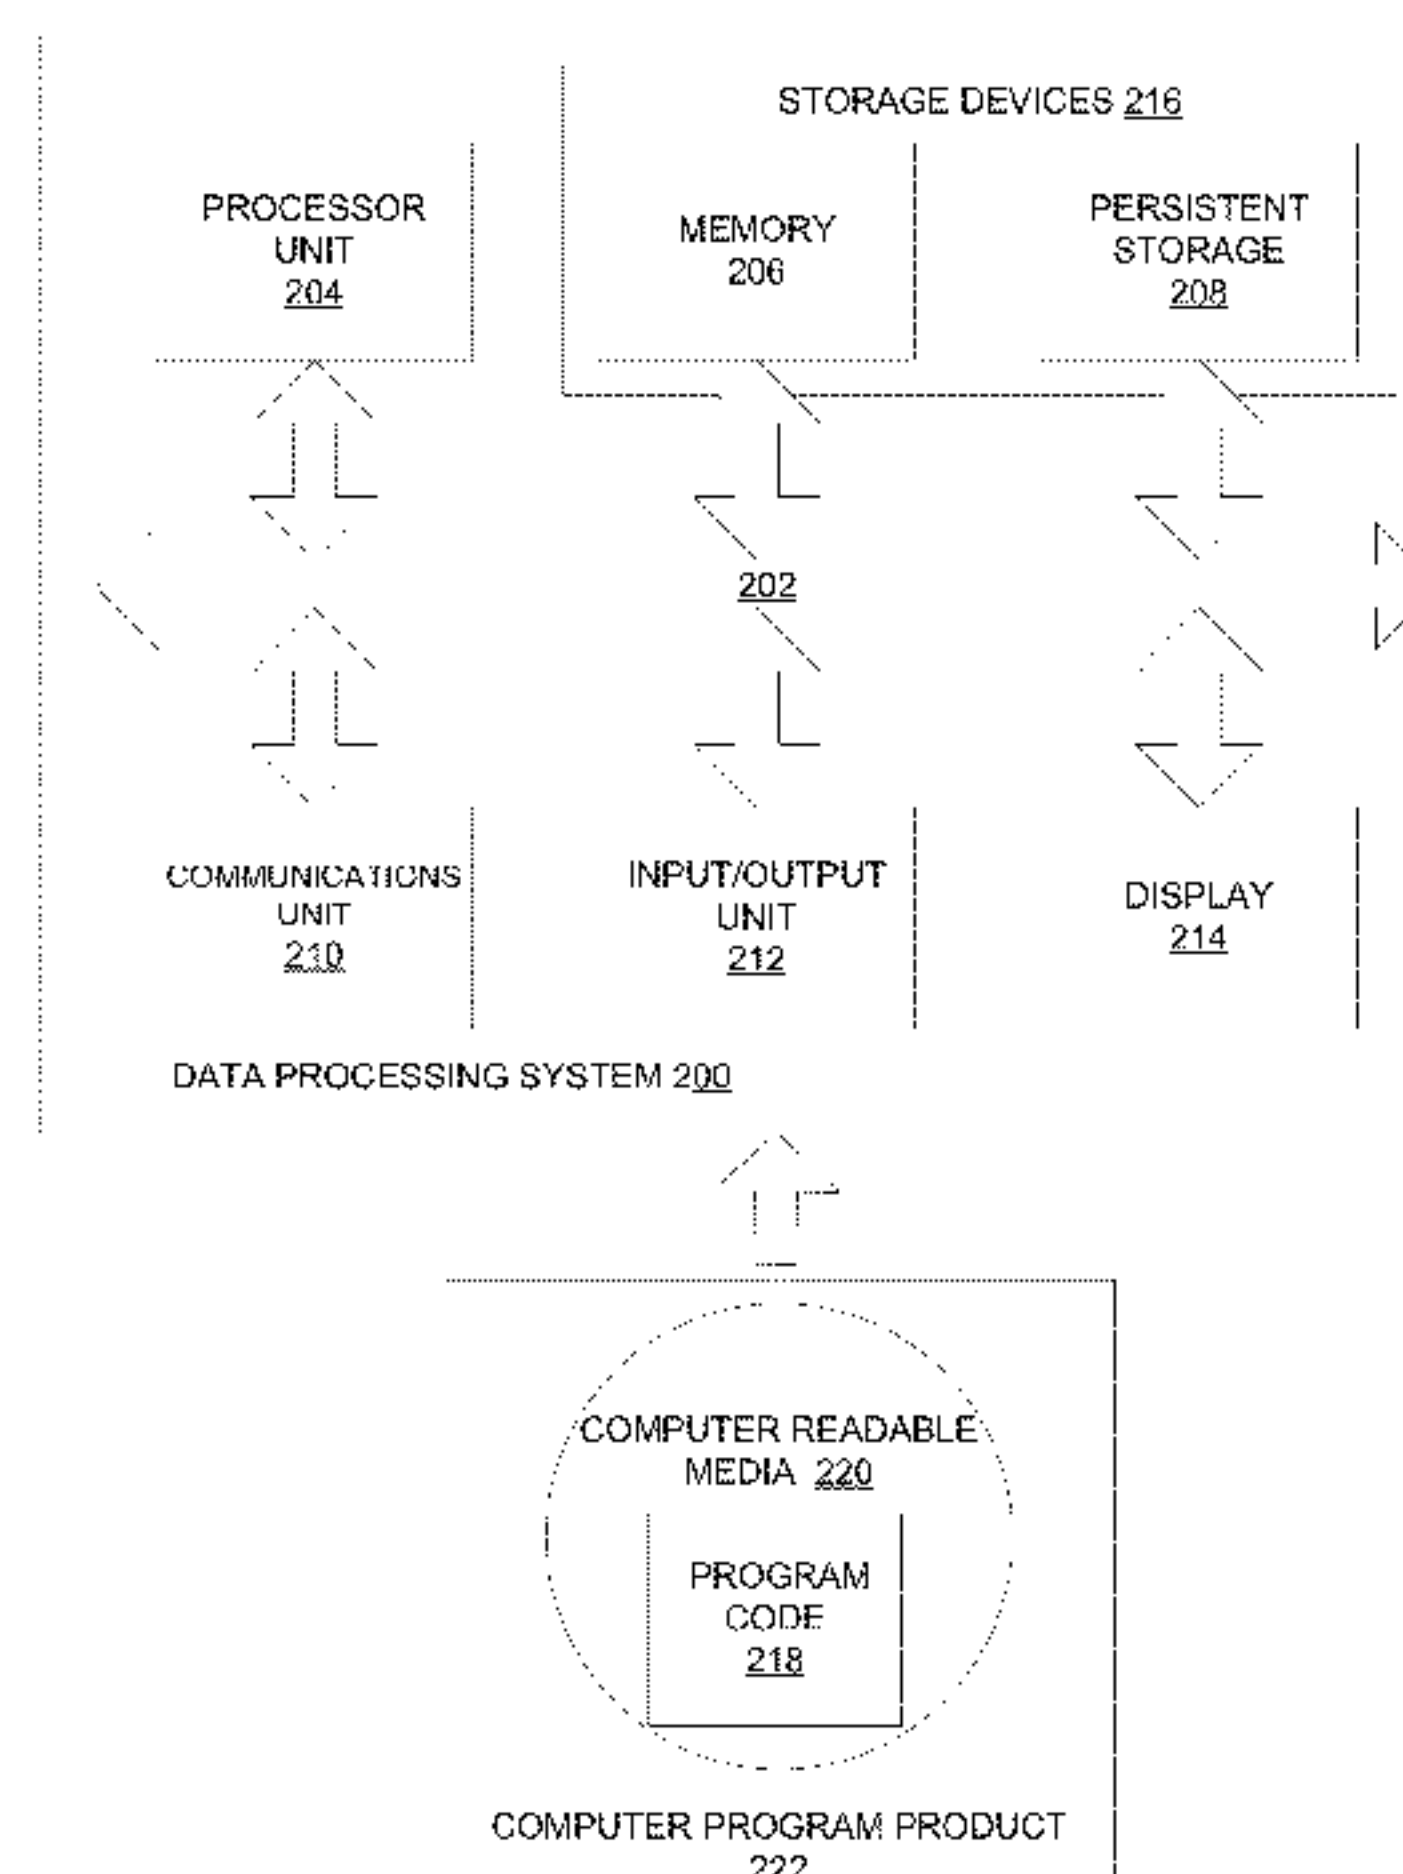 STORAGE DEVICES 216
PROCESSOR
UNIT
204
MEMORY
206
PERSISTENT
STORAGE
208
202
COMMUNICATIONS
UNIT
210
INPUT/OUTPUT
UNIT
212
DISPLAY
214
DATA PROCESSING SYSTEM 200
COMPUTER READABLE
MEDIA 220
PROGRAM
CODE
218
COMPUTER PROGRAM PRODUCT
222